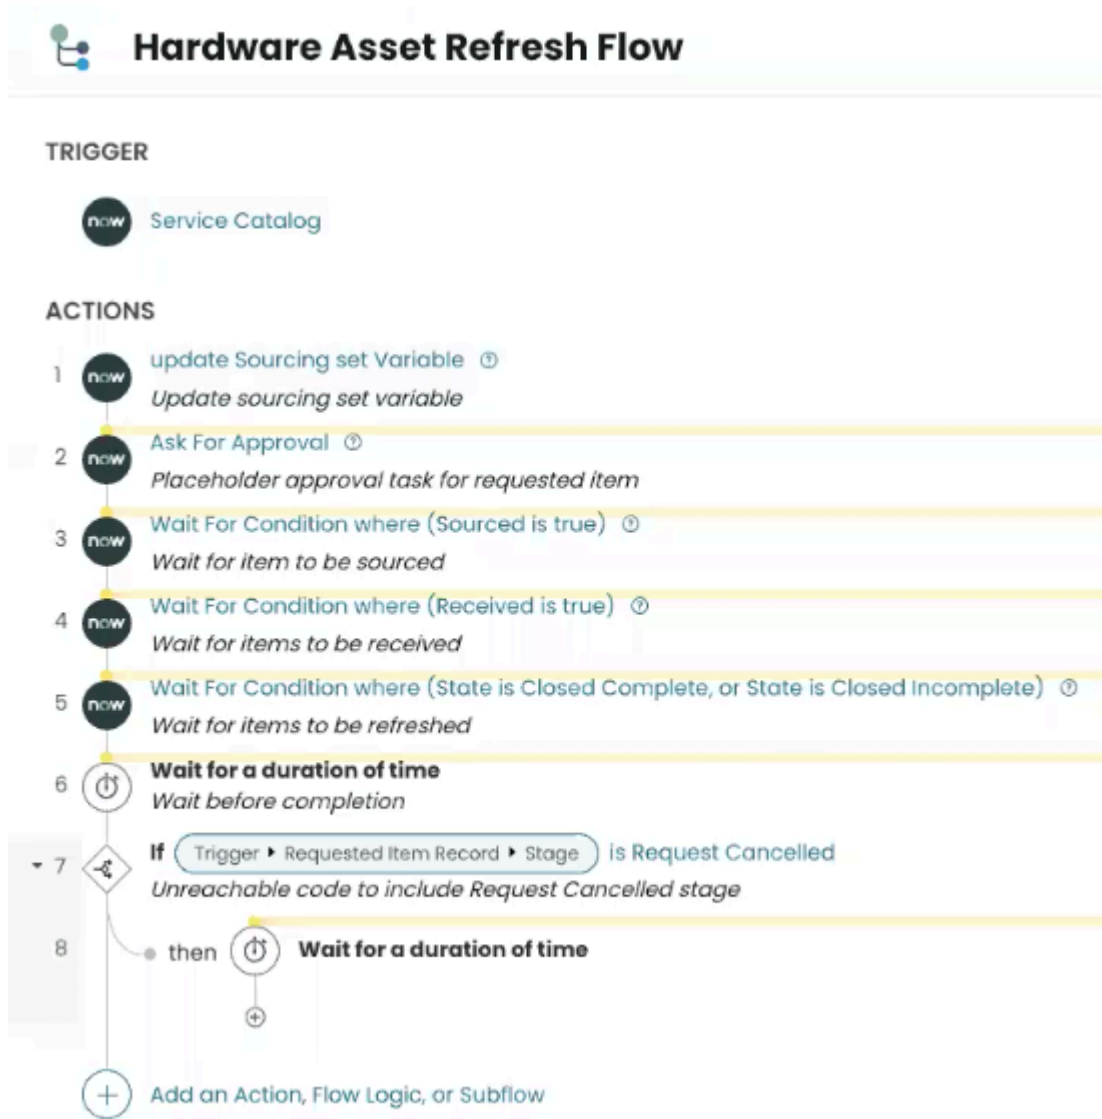 Hardware Asset Refresh Flow
TRIGGER
now Service Catalog
ACTIONS
1 now update Sourcing set Variable
Update sourcing set variable
2 now Ask For Approval
Placeholder approval task for requested item
3 now Wait For Condition where (Sourced is true)
Wait for item to be sourced
4 now Wait For Condition where (Received is true)
Wait for items to be received
5 now Wait For Condition where (State is Closed Complete, or State is Closed Incomplete)
Wait for items to be refreshed
6 Wait for a duration of time
Wait before completion
7 If Trigger ▸ Requested Item Record ▸ Stage is Request Cancelled
Unreachable code to include Request Cancelled stage
8 then Wait for a duration of time
Add an Action, Flow Logic, or Subflow